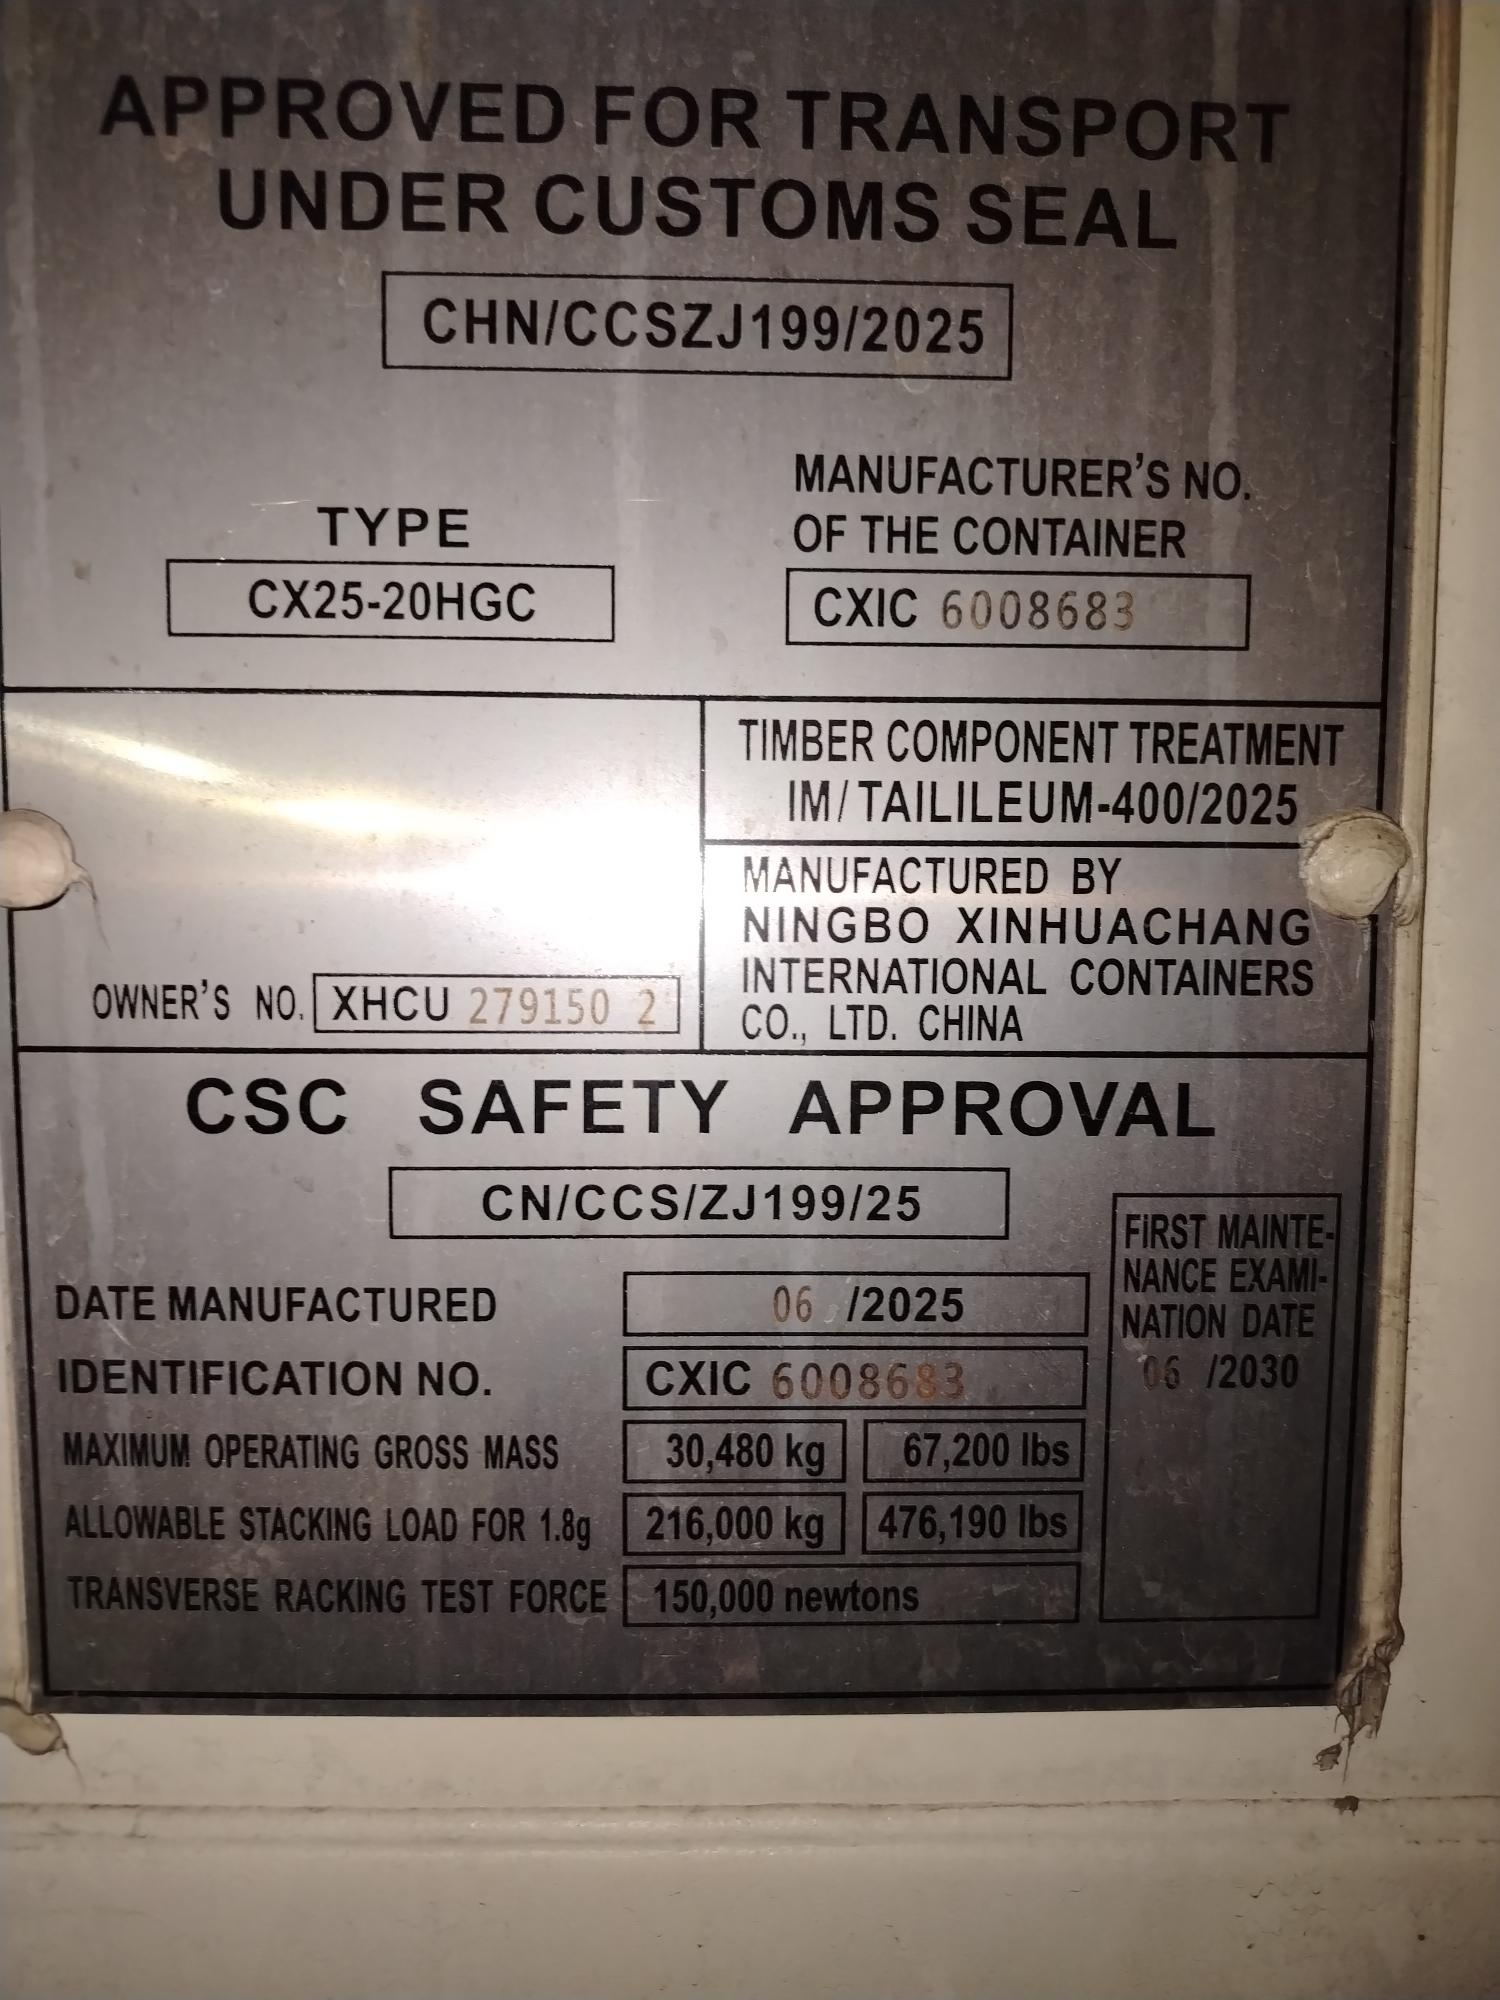 APPROVED FOR TRANSPORT
UNDER CUSTOMS SEAL
CHN/CCSZJ199/2025
TYPE
CX25-20HGC
MANUFACTURER'S NO.
OF THE CONTAINER
CXIC 6008683
TIMBER COMPONENT TREATMENT
IM/TAILILEUM-400/2025
MANUFACTURED BY
NINGBO XINHUACHANG
INTERNATIONAL CONTAINERS
CO., LTD. CHINA
OWNER'S NO. XHCU 279150 2
CSC SAFETY APPROVAL
CN/CCS/ZJ199/25
DATE MANUFACTURED 06 /2025
IDENTIFICATION NO. CXIC 6008683
MAXIMUM OPERATING GROSS MASS 30,480 kg 67,200 lbs
ALLOWABLE STACKING LOAD FOR 1.8g 216,000 kg 476,190 lbs
TRANSVERSE RACKING TEST FORCE 150,000 newtons
FIRST MAINTE-
NANCE EXAMI-
NATION DATE
06 /2030